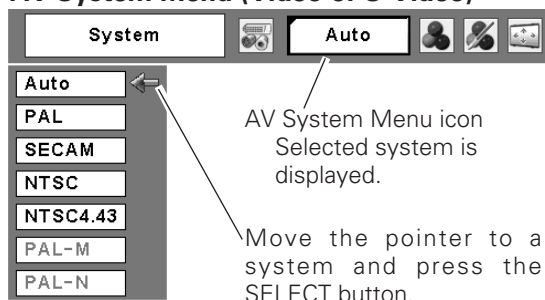 AV System Menu (Video or S-Video)
System
Auto
Auto
PAL
SECAM
NTSC
NTSC4.43
PAL-M
PAL-N
AV System Menu icon
Selected system is
displayed.
Move the pointer to a
system and press the
SELECT button.